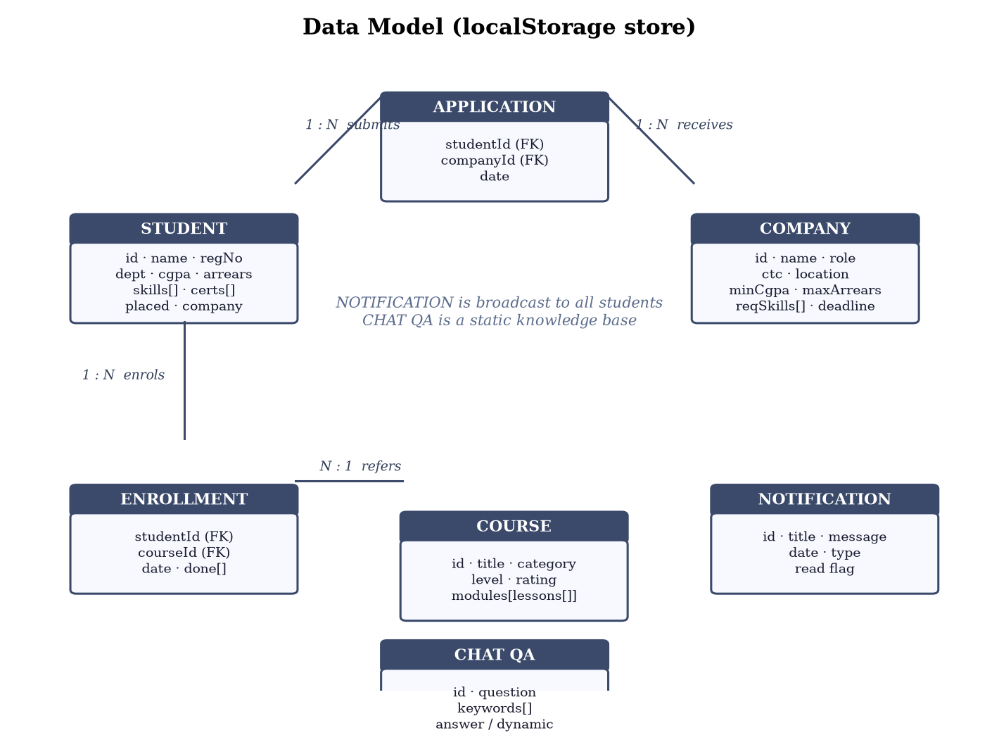 Data Model (localStorage store)
APPLICATION
1 : N  submits
1 : N  receives
studentId (FK)
companyId (FK)
date
STUDENT
id · name · regNo
dept · cgpa · arrears
skills[] · certs[]
placed · company
COMPANY
id · name · role
ctc · location
minCgpa · maxArrears
reqSkills[] · deadline
NOTIFICATION is broadcast to all students
CHAT QA is a static knowledge base
1 : N  enrols
N : 1  refers
ENROLLMENT
studentId (FK)
courseId (FK)
date · done[]
COURSE
id · title · category
level · rating
modules[lessons[]]
NOTIFICATION
id · title · message
date · type
read flag
CHAT QA
id · question
keywords[]
answer / dynamic